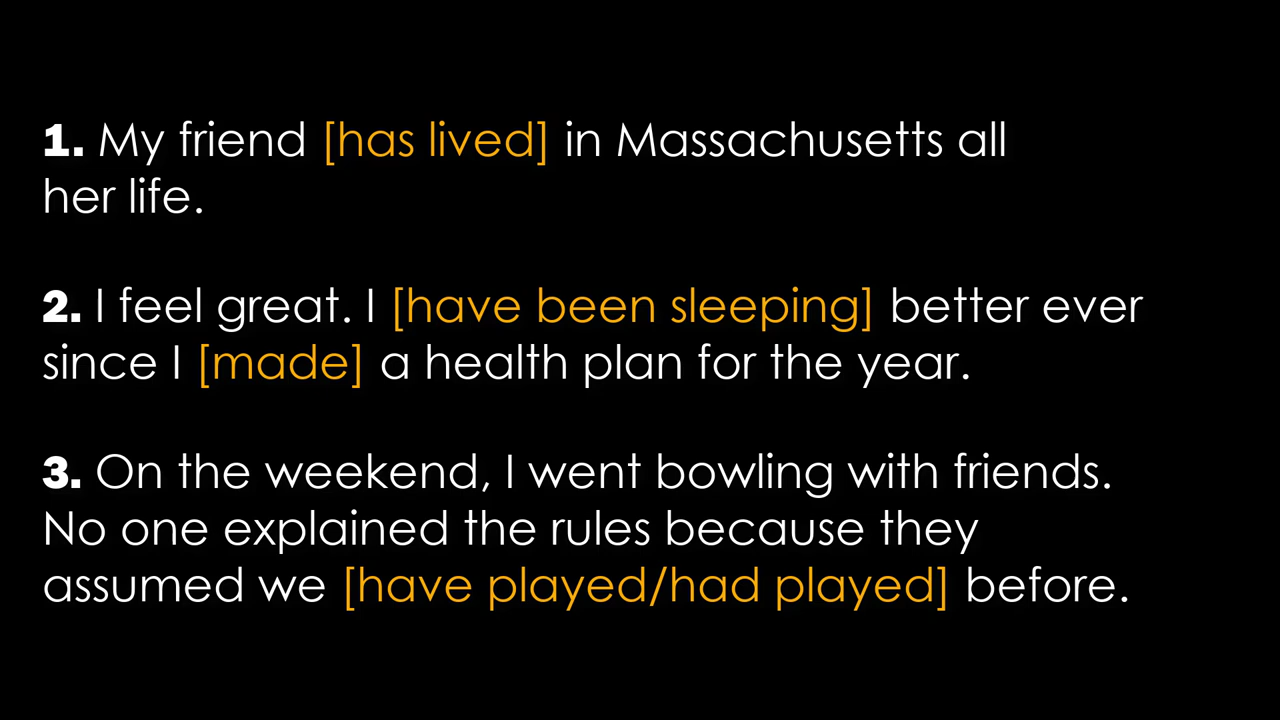 1. My friend [has lived] in Massachusetts all
her life.
2. I feel great. I [have been sleeping] better ever
since I [made] a health plan for the year.
3. On the weekend, I went bowling with friends.
No one explained the rules because they
assumed we [have played/had played] before.